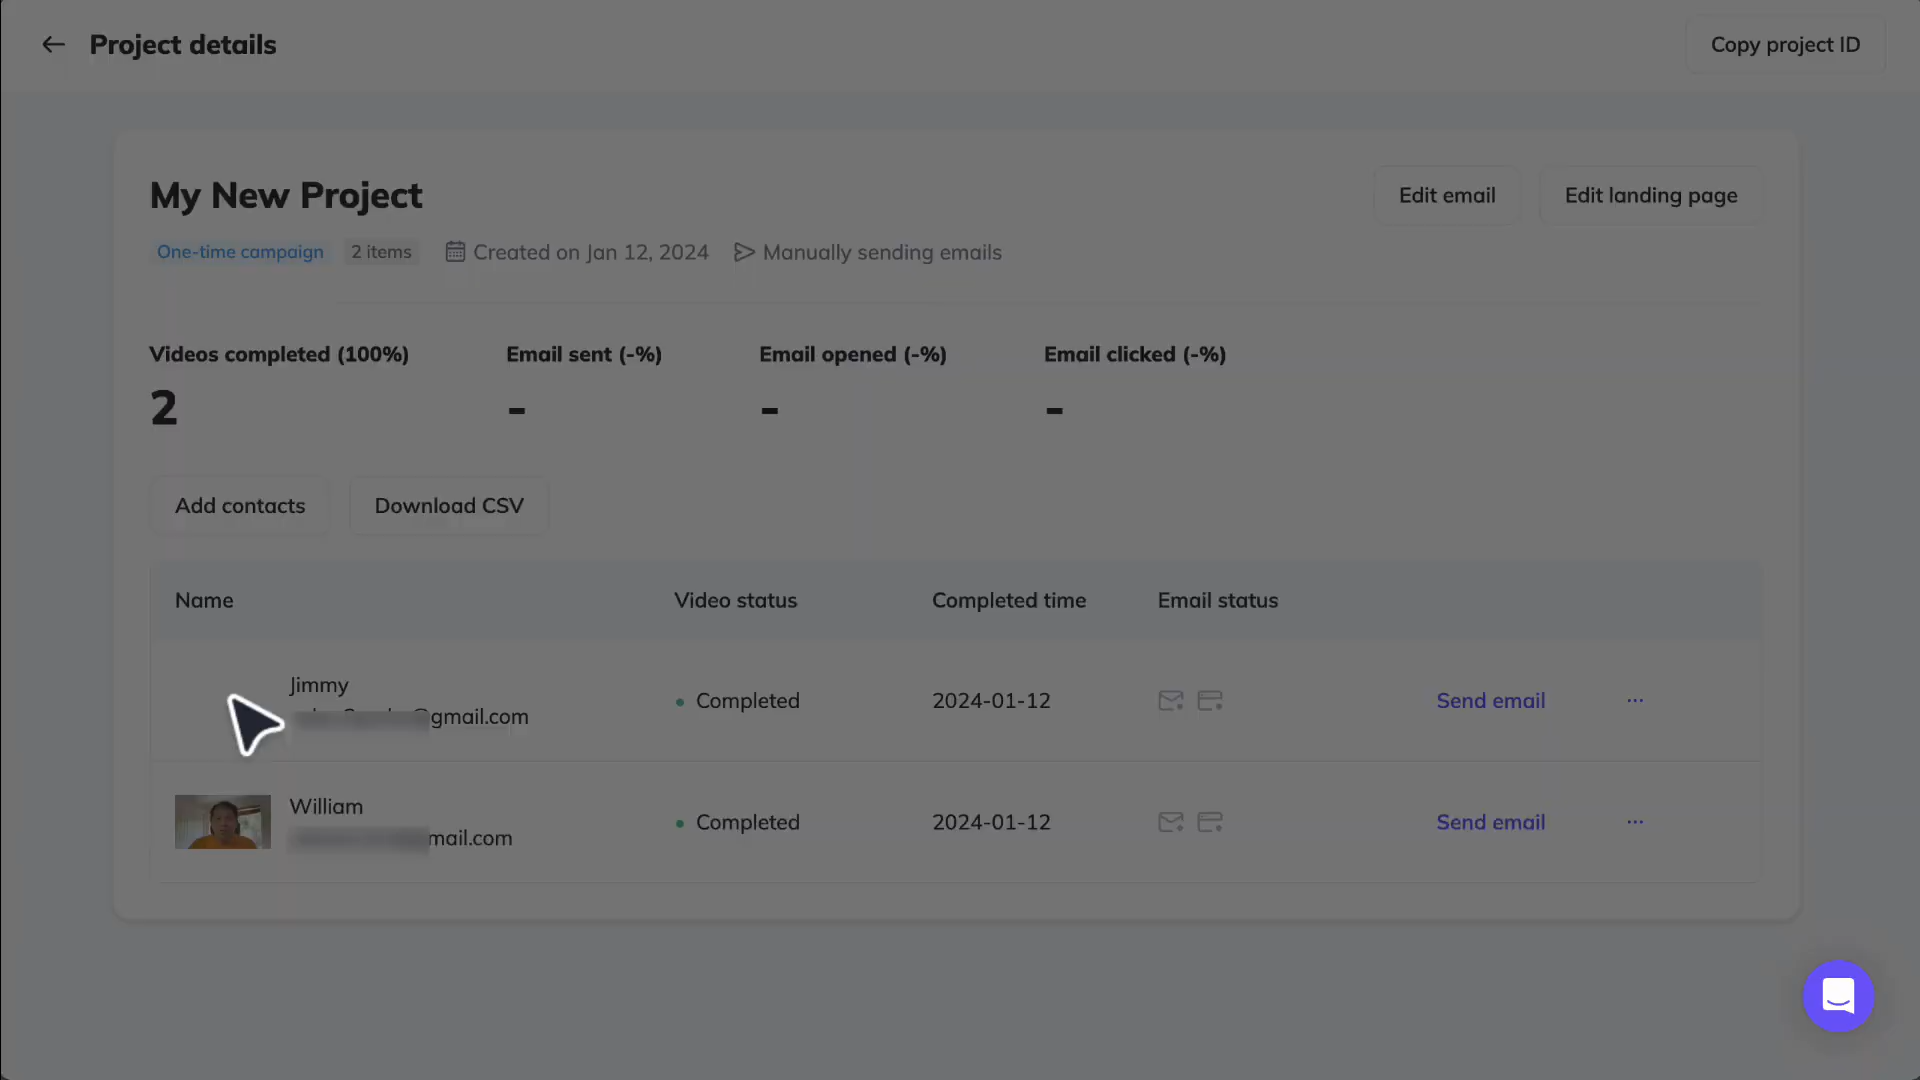 Project details
Copy project ID
My New Project
Edit email
Edit landing page
One-time campaign
2 items
Created on Jan 12, 2024
Manually sending emails
Videos completed (100%)
Email sent (-%)
Email opened (-%)
Email clicked (-%)
2
-
-
-
Add contacts
Download CSV
Name
Video status
Completed time
Email status
Jimmy
@gmail.com
Completed
2024-01-12
Send email
William
mail.com
Completed
2024-01-12
Send email